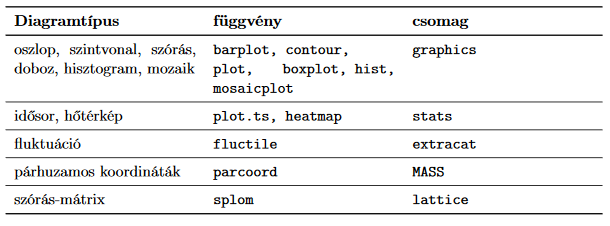 Diagramtípus függvény csomag
oszlop, szintvonal, szórás, barplot, contour, graphics
doboz, hisztogram, mozaik plot, boxplot, hist,
mosaicplot
idősor, hőtérkép plot.ts, heatmap stats
fluktuáció fluctile extracat
párhuzamos koordináták parcoord MASS
szórás-mátrix splom lattice